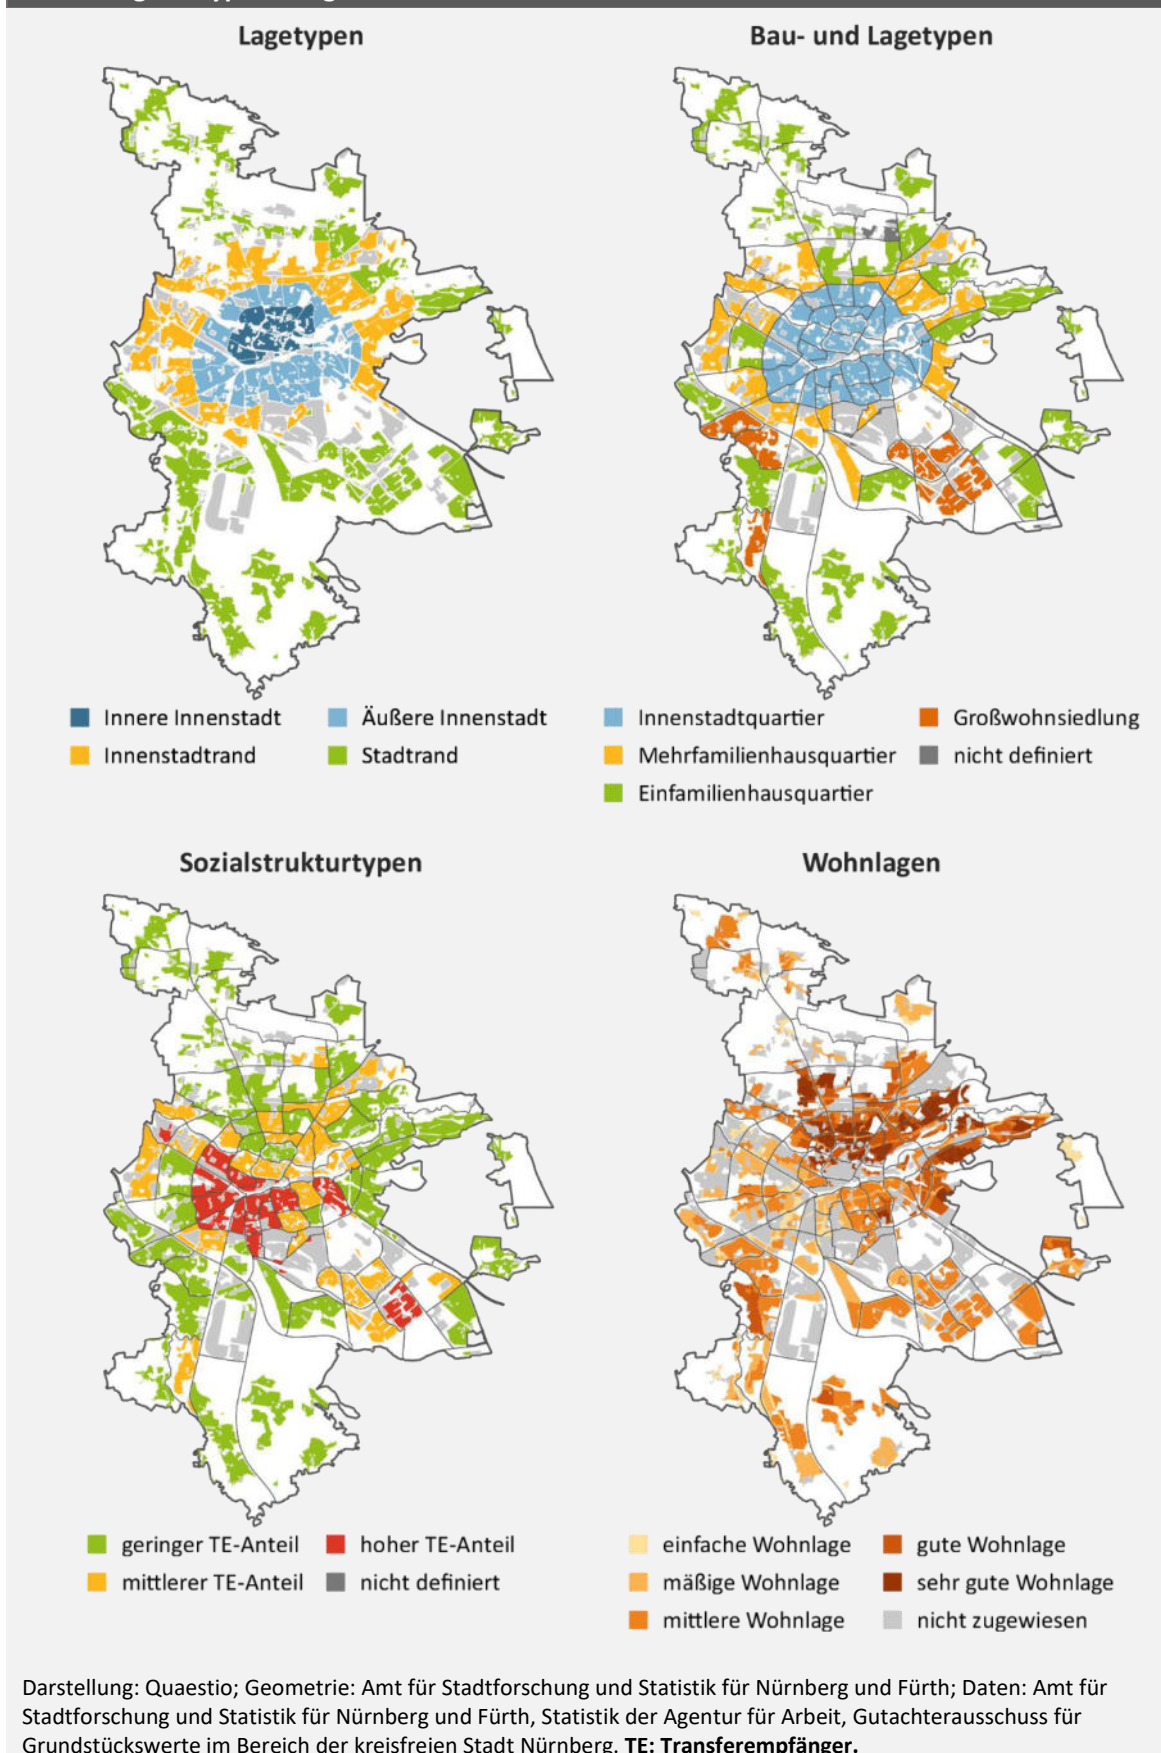 Lagetypen
Bau- und Lagetypen
Innere Innenstadt
Äußere Innenstadt
Innenstadtrand
Stadtrand
Innenstadtquartier
Großwohnsiedlung
Mehrfamilienhausquartier
nicht definiert
Einfamilienhausquartier
Sozialstrukturtypen
Wohnlagen
geringer TE-Anteil
hoher TE-Anteil
mittlerer TE-Anteil
nicht definiert
einfache Wohnlage
gute Wohnlage
mäßige Wohnlage
sehr gute Wohnlage
mittlere Wohnlage
nicht zugewiesen
Darstellung: Quaestio; Geometrie: Amt für Stadtforschung und Statistik für Nürnberg und Fürth; Daten: Amt für
Stadtforschung und Statistik für Nürnberg und Fürth, Statistik der Agentur für Arbeit, Gutachterausschuss für
Grundstückswerte im Bereich der kreisfreien Stadt Nürnberg. TE: Transferempfänger.